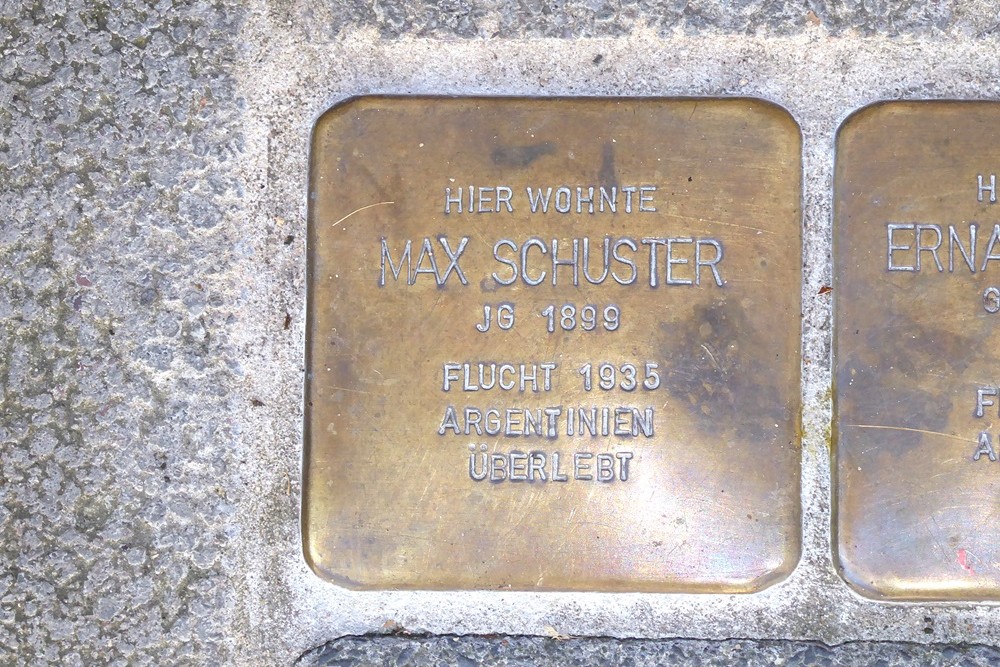 HIER WOHNTE
MAX SCHUSTER
JG 1899
FLUCHT 1935
ARGENTINIEN
ÜBERLEBT